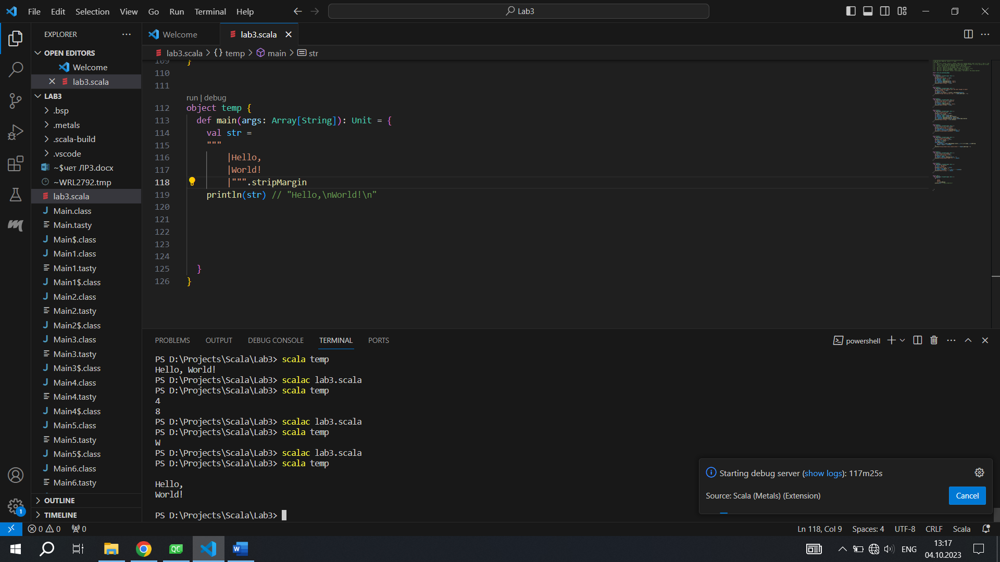 File Edit Selection View Go Run Terminal Help
Lab3
EXPLORER
OPEN EDITORS
Welcome
lab3.scala
LAB3
.bsp
.metals
.scala-build
.vscode
~$чет ЛР3.docx
~WRL2792.tmp
lab3.scala
Main.class
Main.tasty
Main$.class
Main1.class
Main1.tasty
Main1$.class
Main2.class
Main2.tasty
Main2$.class
Main3.class
Main3.tasty
Main3$.class
Main4.class
Main4.tasty
Main4$.class
Main5.class
Main5.tasty
Main5$.class
Main6.class
Main6.tasty
OUTLINE
TIMELINE
Welcome
lab3.scala
lab3.scala > {} temp > main > str
109 }
110
111
run | debug
112 object temp {
113 def main(args: Array[String]): Unit = {
114 val str =
115 """
116 |Hello,
117 |World!
118 |""".stripMargin
119 println(str) // "Hello,\nWorld!\n"
120
121
122
123
124
125 }
126 }
PROBLEMS OUTPUT DEBUG CONSOLE TERMINAL PORTS
powershell
PS D:\Projects\Scala\Lab3> scala temp
Hello, World!
PS D:\Projects\Scala\Lab3> scalac lab3.scala
PS D:\Projects\Scala\Lab3> scala temp
4
8
PS D:\Projects\Scala\Lab3> scalac lab3.scala
PS D:\Projects\Scala\Lab3> scala temp
W
PS D:\Projects\Scala\Lab3> scalac lab3.scala
PS D:\Projects\Scala\Lab3> scala temp
Hello,
World!
PS D:\Projects\Scala\Lab3>
Starting debug server (show logs): 117m25s
Source: Scala (Metals) (Extension)
Cancel
1
0 0 0
Ln 118, Col 9 Spaces: 4 UTF-8 CRLF Scala
QC
W
ENG
13:17
04.10.2023